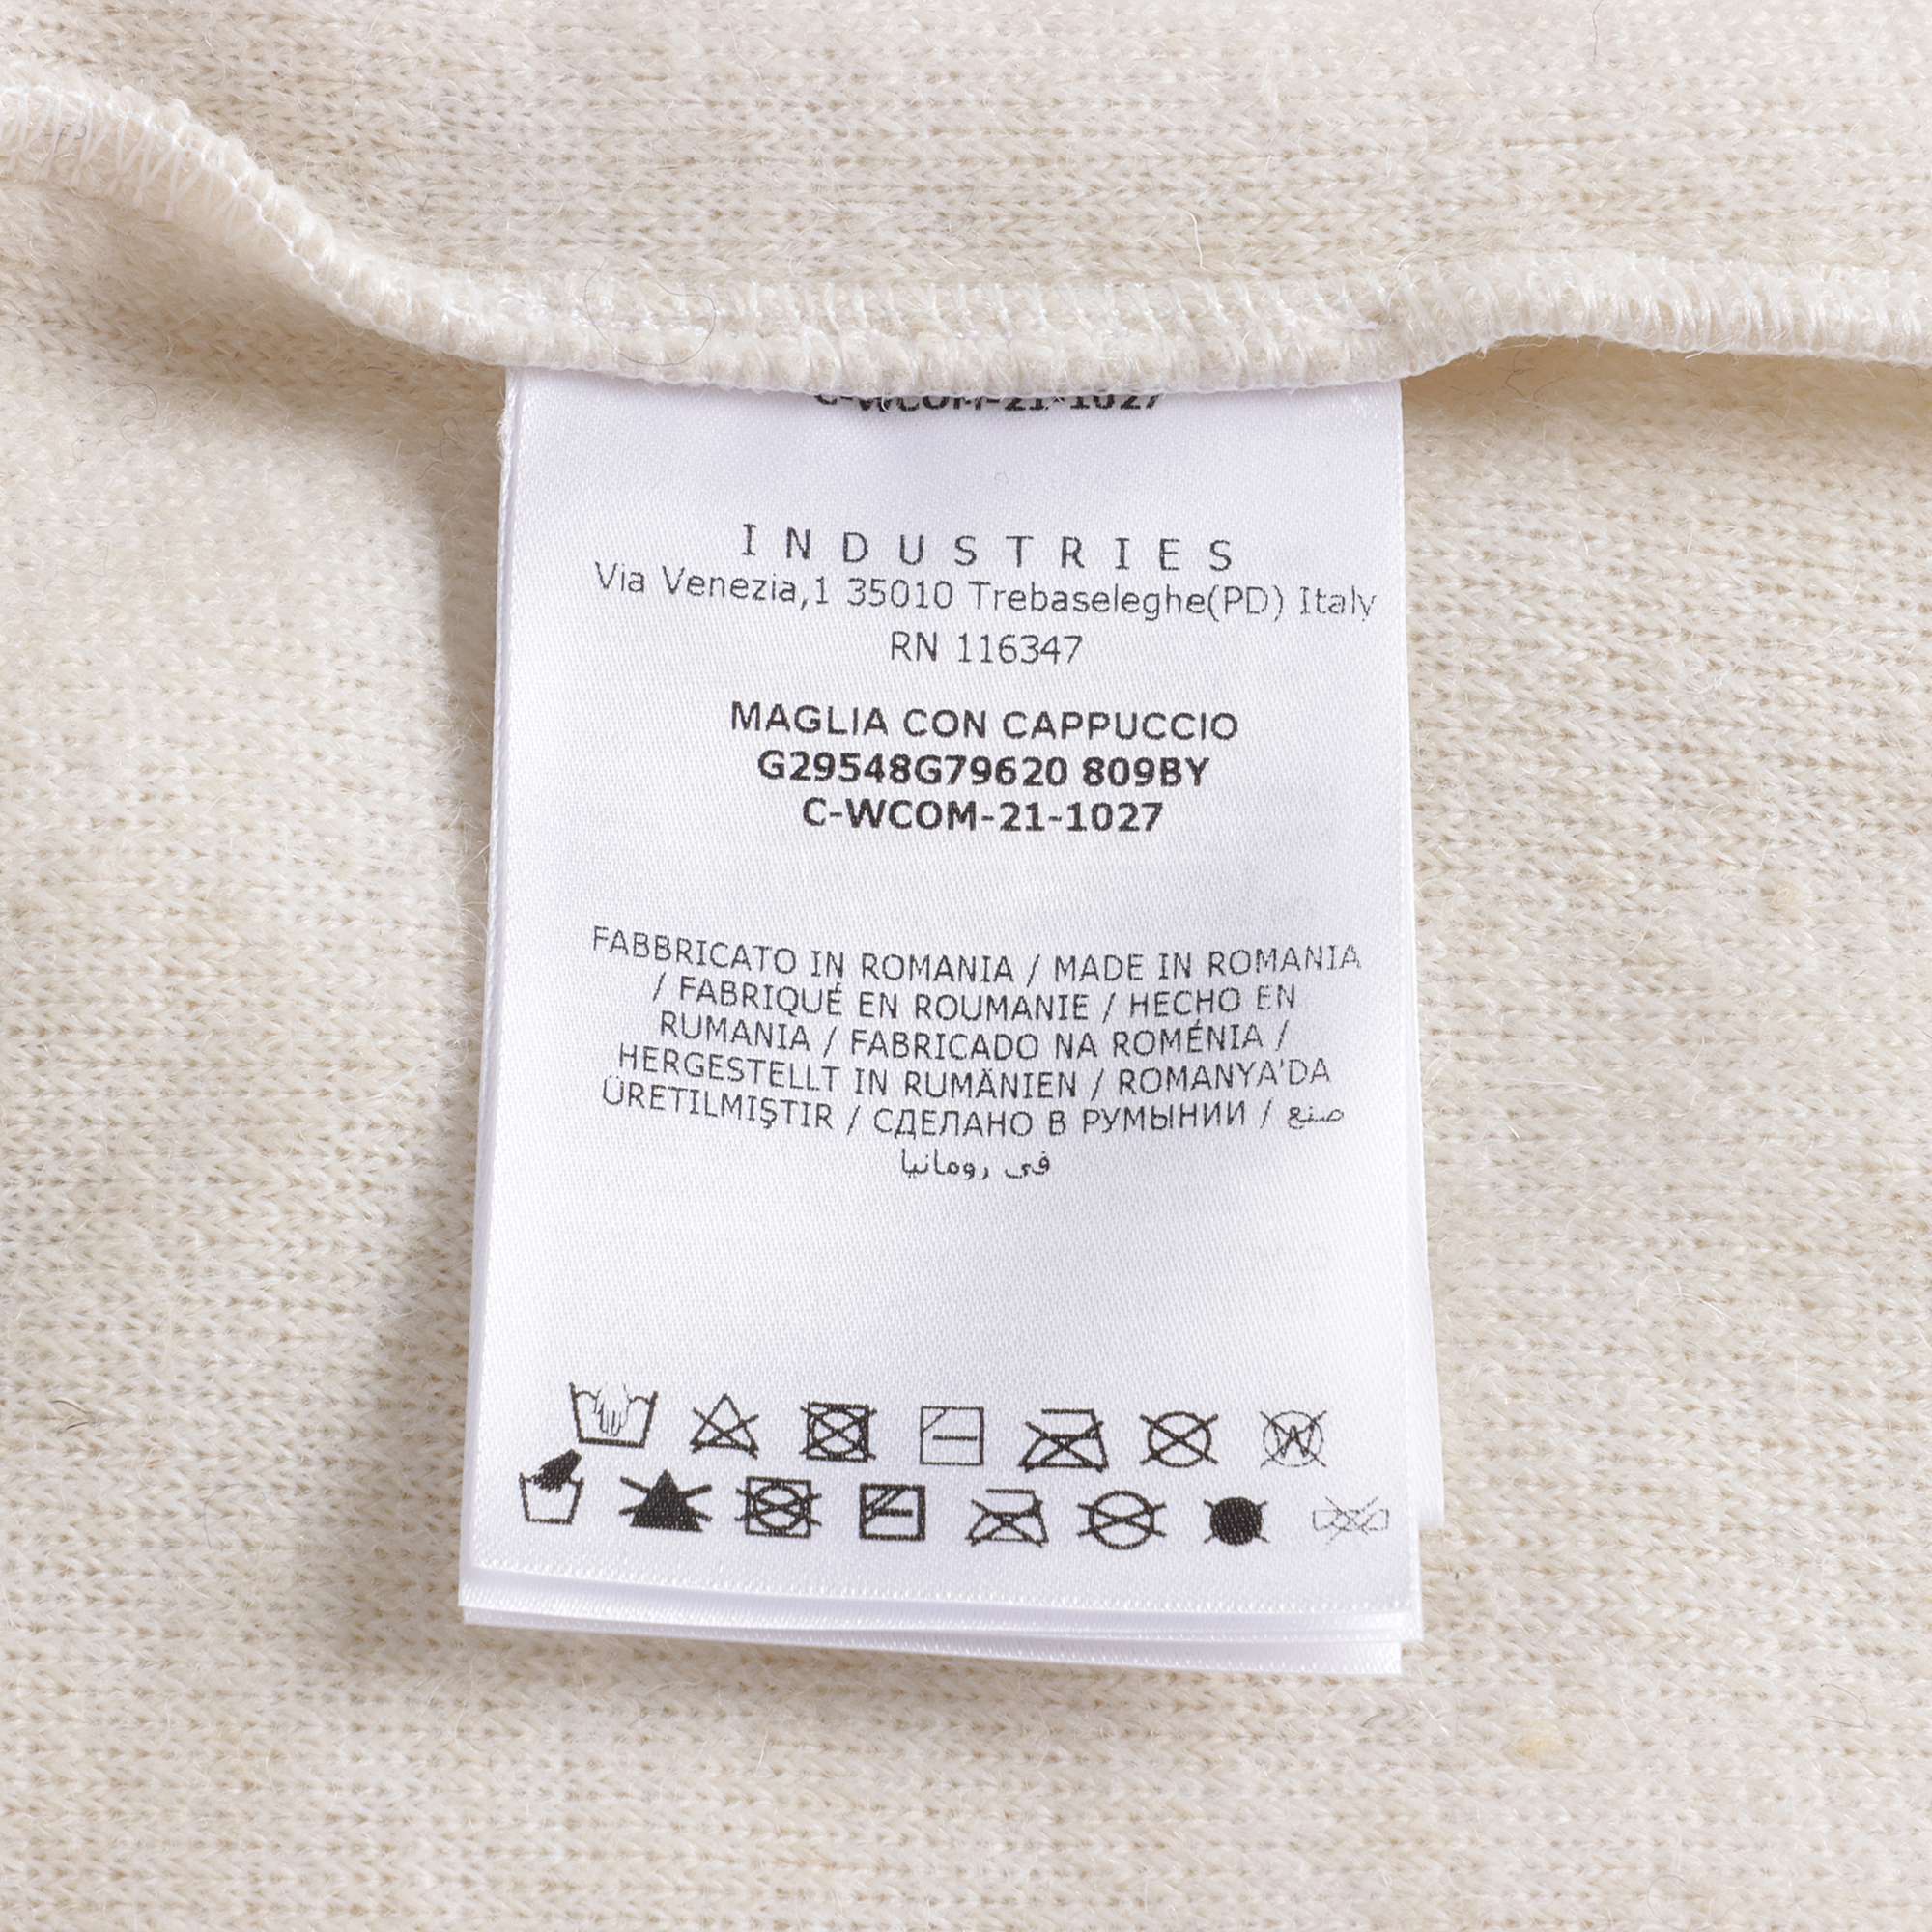 C-WCOM-21-1027
INDUSTRIES
Via Venezia,1 35010 Trebaseleghe(PD) Italy
RN 116347
MAGLIA CON CAPPUCCIO
G29548G79620 809BY
C-WCOM-21-1027
FABBRICATO IN ROMANIA / MADE IN ROMANIA
/ FABRIQUÉ EN ROUMANIE / HECHO EN
RUMANIA / FABRICADO NA ROMÉNIA /
HERGESTELLT IN RUMÄNIEN / ROMANYA'DA
ÜRETILMIŞTIR / СДЕЛАНО В РУМЫНИИ / صنع
في رومانيا
W